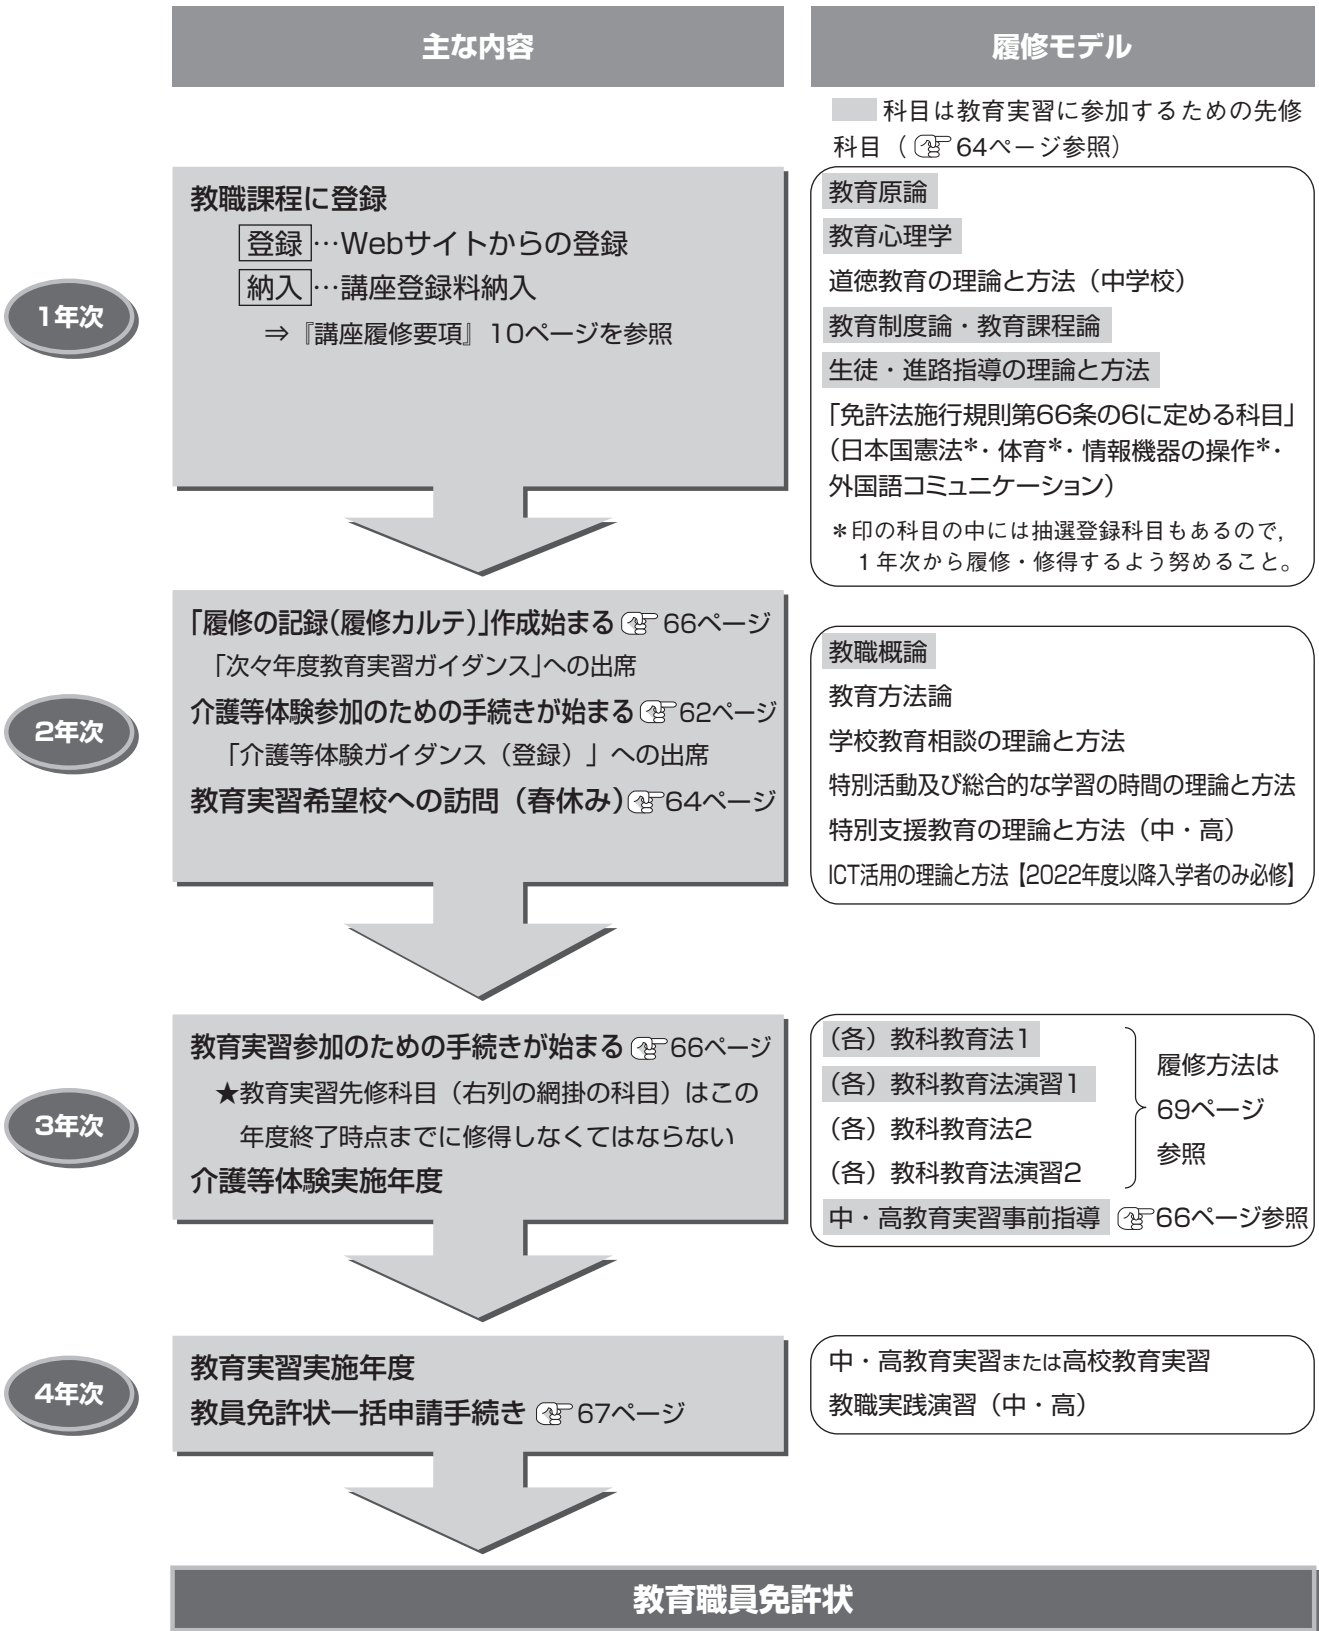 主な内容
履修モデル
科目は教育実習に参加するための先修
科目（64ページ参照）
1年次
教職課程に登録
登録…Webサイトからの登録
納入…講座登録料納入
⇒『講座履修要項』10ページを参照
教育原論
教育心理学
道徳教育の理論と方法（中学校）
教育制度論・教育課程論
生徒・進路指導の理論と方法
「免許法施行規則第66条の6に定める科目」
（日本国憲法*・体育*・情報機器の操作*・
外国語コミュニケーション）
＊印の科目の中には抽選登録科目もあるので，
1年次から履修・修得するよう努めること。
2年次
「履修の記録（履修カルテ）」作成始まる 66ページ
「次々年度教育実習ガイダンス」への出席
介護等体験参加のための手続きが始まる 62ページ
「介護等体験ガイダンス（登録）」への出席
教育実習希望校への訪問（春休み）64ページ
教職概論
教育方法論
学校教育相談の理論と方法
特別活動及び総合的な学習の時間の理論と方法
特別支援教育の理論と方法（中・高）
ICT活用の理論と方法【2022年度以降入学者のみ必修】
3年次
教育実習参加のための手続きが始まる 66ページ
★教育実習先修科目（右列の網掛の科目）はこの
年度終了時点までに修得しなくてはならない
介護等体験実施年度
（各）教科教育法1
（各）教科教育法演習1
（各）教科教育法2
（各）教科教育法演習2
履修方法は
69ページ
参照
中・高教育実習事前指導 66ページ参照
4年次
教育実習実施年度
教員免許状一括申請手続き 67ページ
中・高教育実習または高校教育実習
教職実践演習（中・高）
教育職員免許状